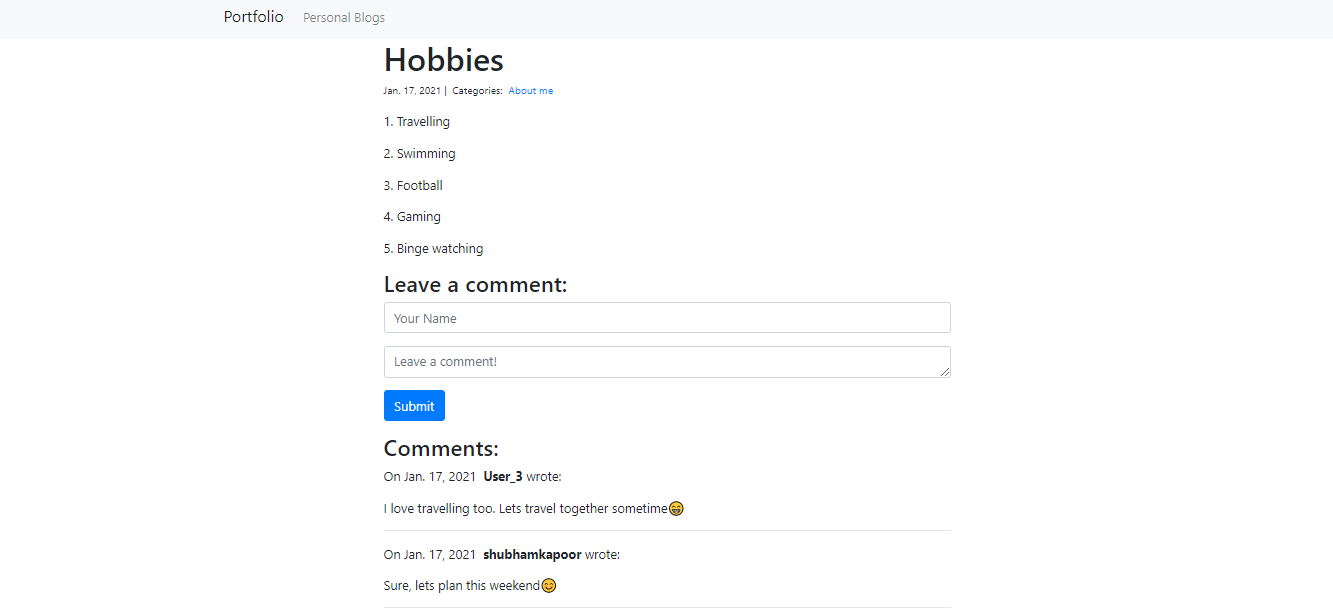 Portfolio Personal Blogs
Hobbies
Jan. 17, 2021 | Categories: About me
1. Travelling
2. Swimming
3. Football
4. Gaming
5. Binge watching
Leave a comment:
Your Name
Leave a comment!
Submit
Comments:
On Jan. 17, 2021 User_3 wrote:
I love travelling too. Lets travel together sometime😁
On Jan. 17, 2021 shubhamkapoor wrote:
Sure, lets plan this weekend😊